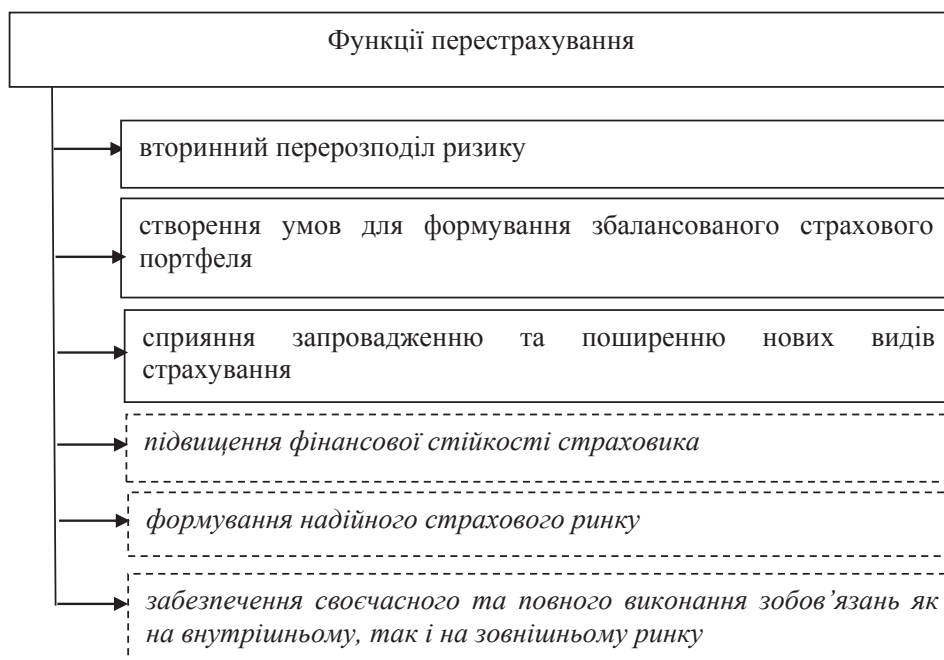 Функції перестрахування
вторинний перерозподіл ризику
створення умов для формування збалансованого страхового
портфеля
сприяння запровадженню та поширенню нових видів
страхування
підвищення фінансової стійкості страховика
формування надійного страхового ринку
забезпечення своєчасного та повного виконання зобов’язань як
на внутрішньому, так і на зовнішньому ринку